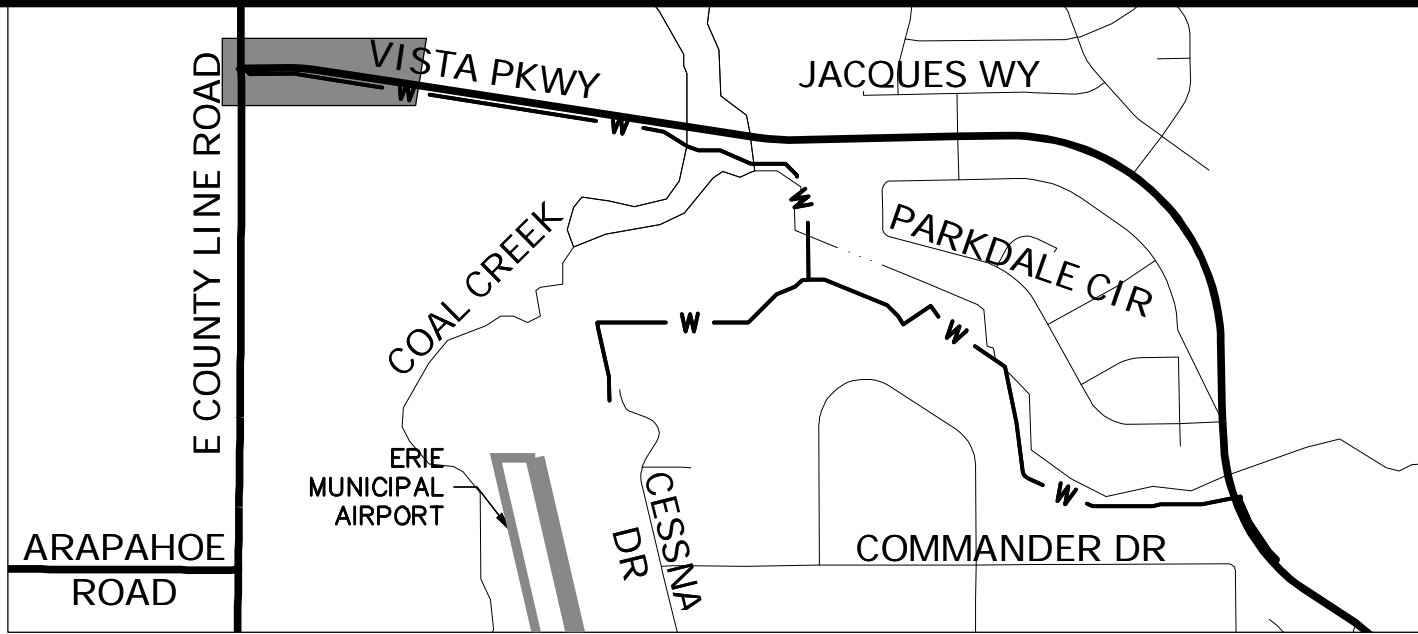 VISTA PKWY
JACQUES WY
E COUNTY LINE ROAD
W
W
W
PARKDALE CIR
COAL CREEK
W
W
ERIE
MUNICIPAL
AIRPORT
CESSNA
DR
W
ARAPAHOE
ROAD
COMMANDER DR